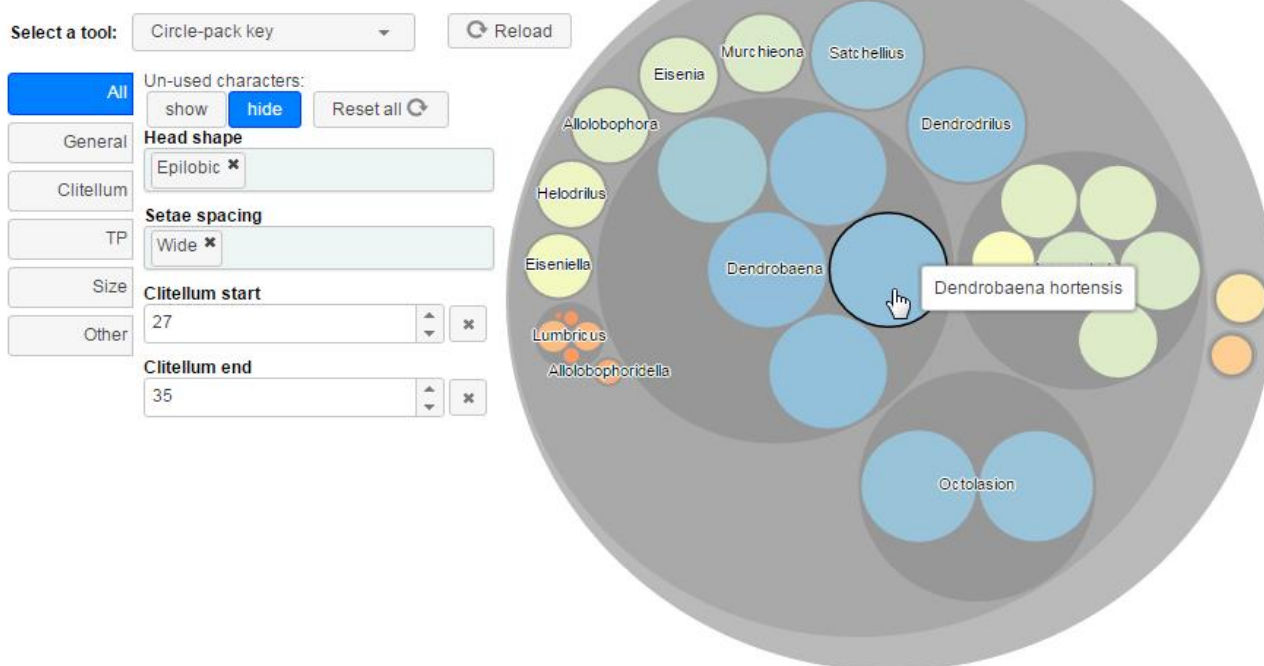 Select a tool:
Circle-pack key
Reload
All
General
Clitellum
TP
Size
Other
Un-used characters:
show
hide
Reset all
Head shape
Epilobic ✖
Setae spacing
Wide ✖
Clitellum start
27
✖
Clitellum end
35
✖
Murchieona
Satchellius
Eisenia
Allolobophora
Dendrodrilus
Helodrilus
Eiseniella
Dendrobaena
Dendrobaena hortensis
Lumbricus
Allolobophoridella
Octolasion